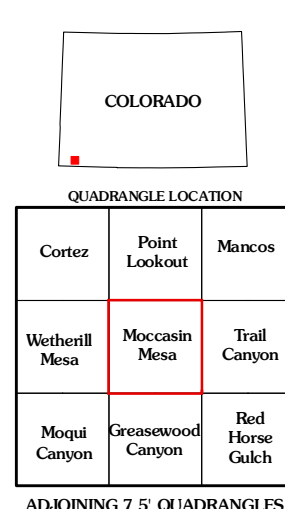 COLORADO
QUADRANGLE LOCATION
Cortez
Point
Lookout
Mancos
Wetherill
Mesa
Moccasin
Mesa
Trail
Canyon
Moqui
Canyon
Greasewood
Canyon
Red
Horse
Gulch
ADJOINING 7.5' QUADRANGLES